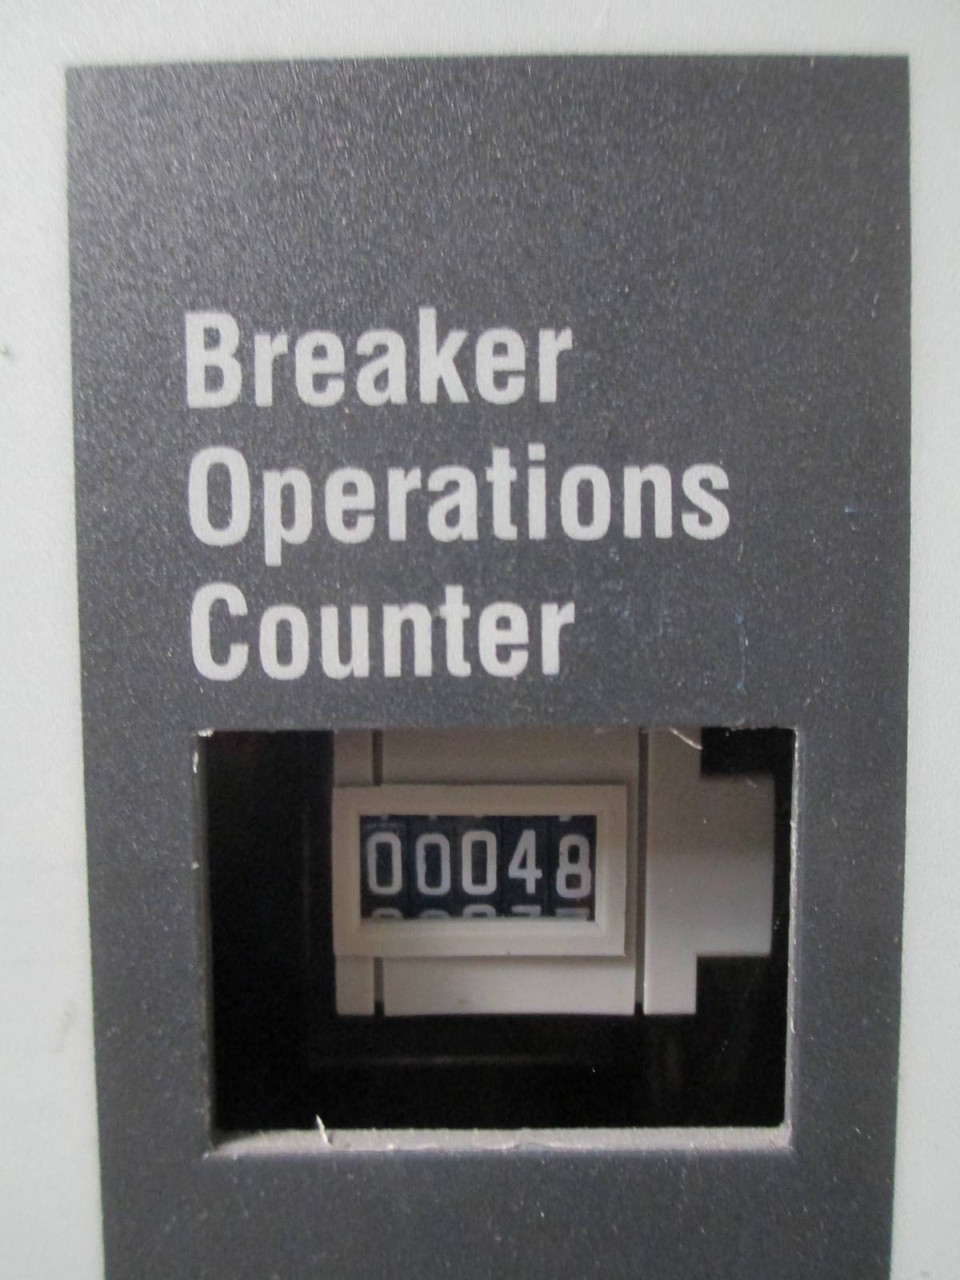 Breaker
Operations
Counter
00048